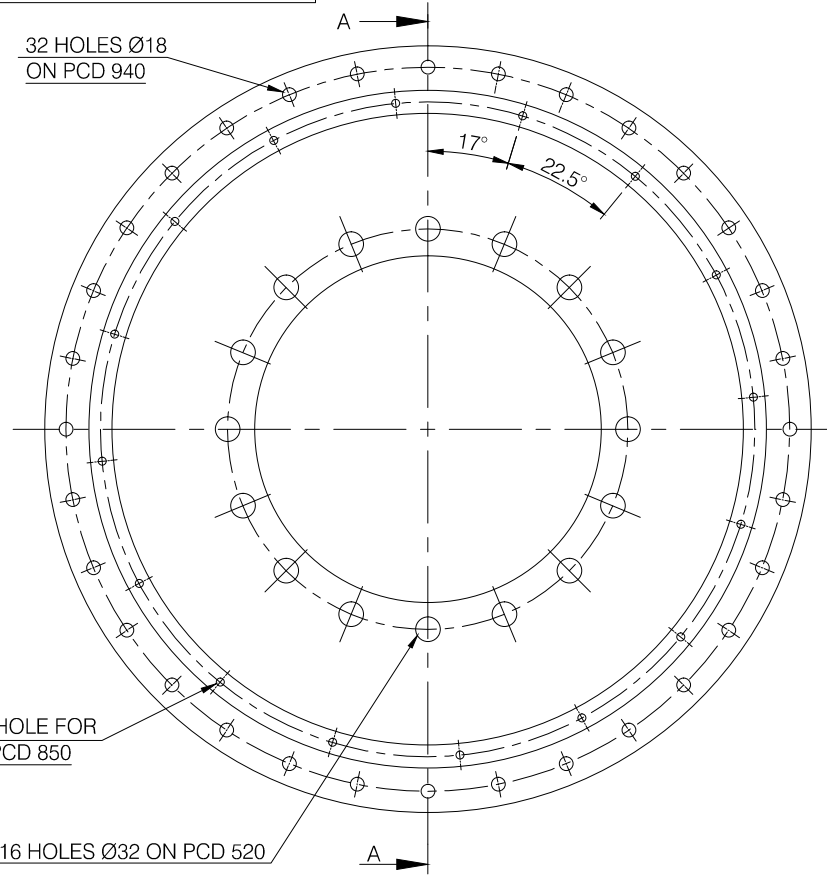 A
32 HOLES Ø18
ON PCD 940
17°
22.5°
HOLE FOR
PCD 850
16 HOLES Ø32 ON PCD 520
A